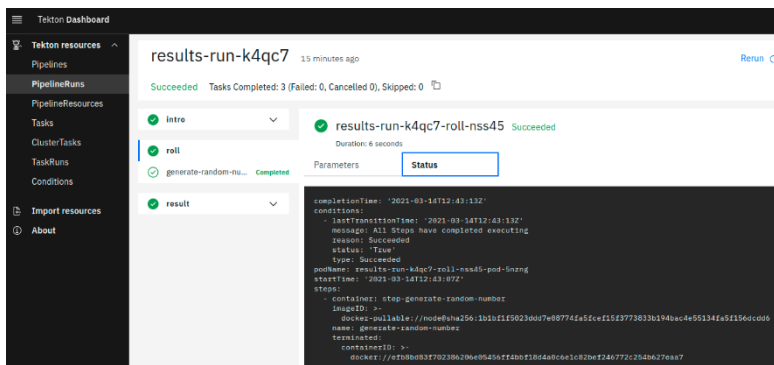 Tekton Dashboard
Tekton resources
Pipelines
PipelineRuns
PipelineResources
Tasks
ClusterTasks
TaskRuns
Conditions
Import resources
About
results-run-k4qc7 15 minutes ago
Rerun
Succeeded Tasks Completed: 3 (Failed: 0, Cancelled 0), Skipped: 0
intro
roll
generate-random-nu... Completed
result
results-run-k4qc7-roll-nss45 Succeeded
Duration: 6 seconds
Parameters Status
completionTime: '2021-03-14T12:43:13Z'
conditions:
- lastTransitionTime: '2021-03-14T12:43:13Z'
message: All Steps have completed executing
reason: Succeeded
status: 'True'
type: Succeeded
podName: results-run-k4qc7-roll-nss45-pod-5nzng
startTime: '2021-03-14T12:43:07Z'
steps:
- container: step-generate-random-number
imageID: >-
name: generate-random-number
terminated:
containerID: >-